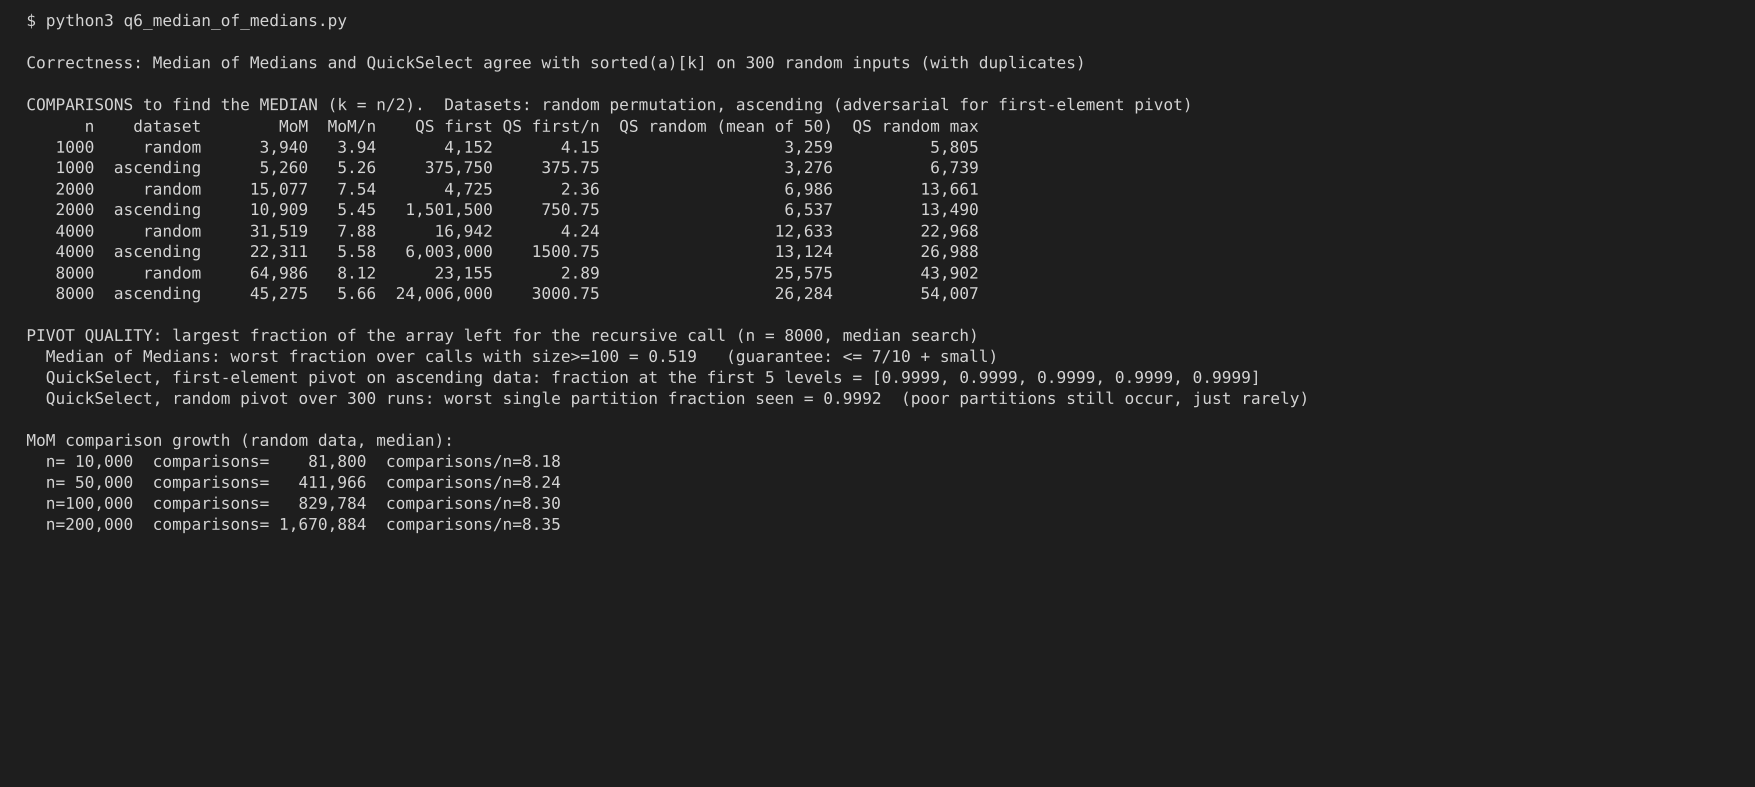 $ python3 q6_median_of_medians.py
Correctness: Median of Medians and QuickSelect agree with sorted(a)[k] on 300 random inputs (with duplicates)
COMPARISONS to find the MEDIAN (k = n/2).  Datasets: random permutation, ascending (adversarial for first-element pivot)
      n    dataset        MoM  MoM/n    QS first QS first/n  QS random (mean of 50)  QS random max
   1000     random      3,940   3.94       4,152       4.15                   3,259          5,805
   1000  ascending      5,260   5.26     375,750     375.75                   3,276          6,739
   2000     random     15,077   7.54       4,725       2.36                   6,986         13,661
   2000  ascending     10,909   5.45   1,501,500     750.75                   6,537         13,490
   4000     random     31,519   7.88      16,942       4.24                  12,633         22,968
   4000  ascending     22,311   5.58   6,003,000    1500.75                  13,124         26,988
   8000     random     64,986   8.12      23,155       2.89                  25,575         43,902
   8000  ascending     45,275   5.66  24,006,000    3000.75                  26,284         54,007
PIVOT QUALITY: largest fraction of the array left for the recursive call (n = 8000, median search)
  Median of Medians: worst fraction over calls with size>=100 = 0.519   (guarantee: <= 7/10 + small)
  QuickSelect, first-element pivot on ascending data: fraction at the first 5 levels = [0.9999, 0.9999, 0.9999, 0.9999, 0.9999]
  QuickSelect, random pivot over 300 runs: worst single partition fraction seen = 0.9992  (poor partitions still occur, just rarely)
MoM comparison growth (random data, median):
  n= 10,000  comparisons=    81,800  comparisons/n=8.18
  n= 50,000  comparisons=   411,966  comparisons/n=8.24
  n=100,000  comparisons=   829,784  comparisons/n=8.30
  n=200,000  comparisons= 1,670,884  comparisons/n=8.35